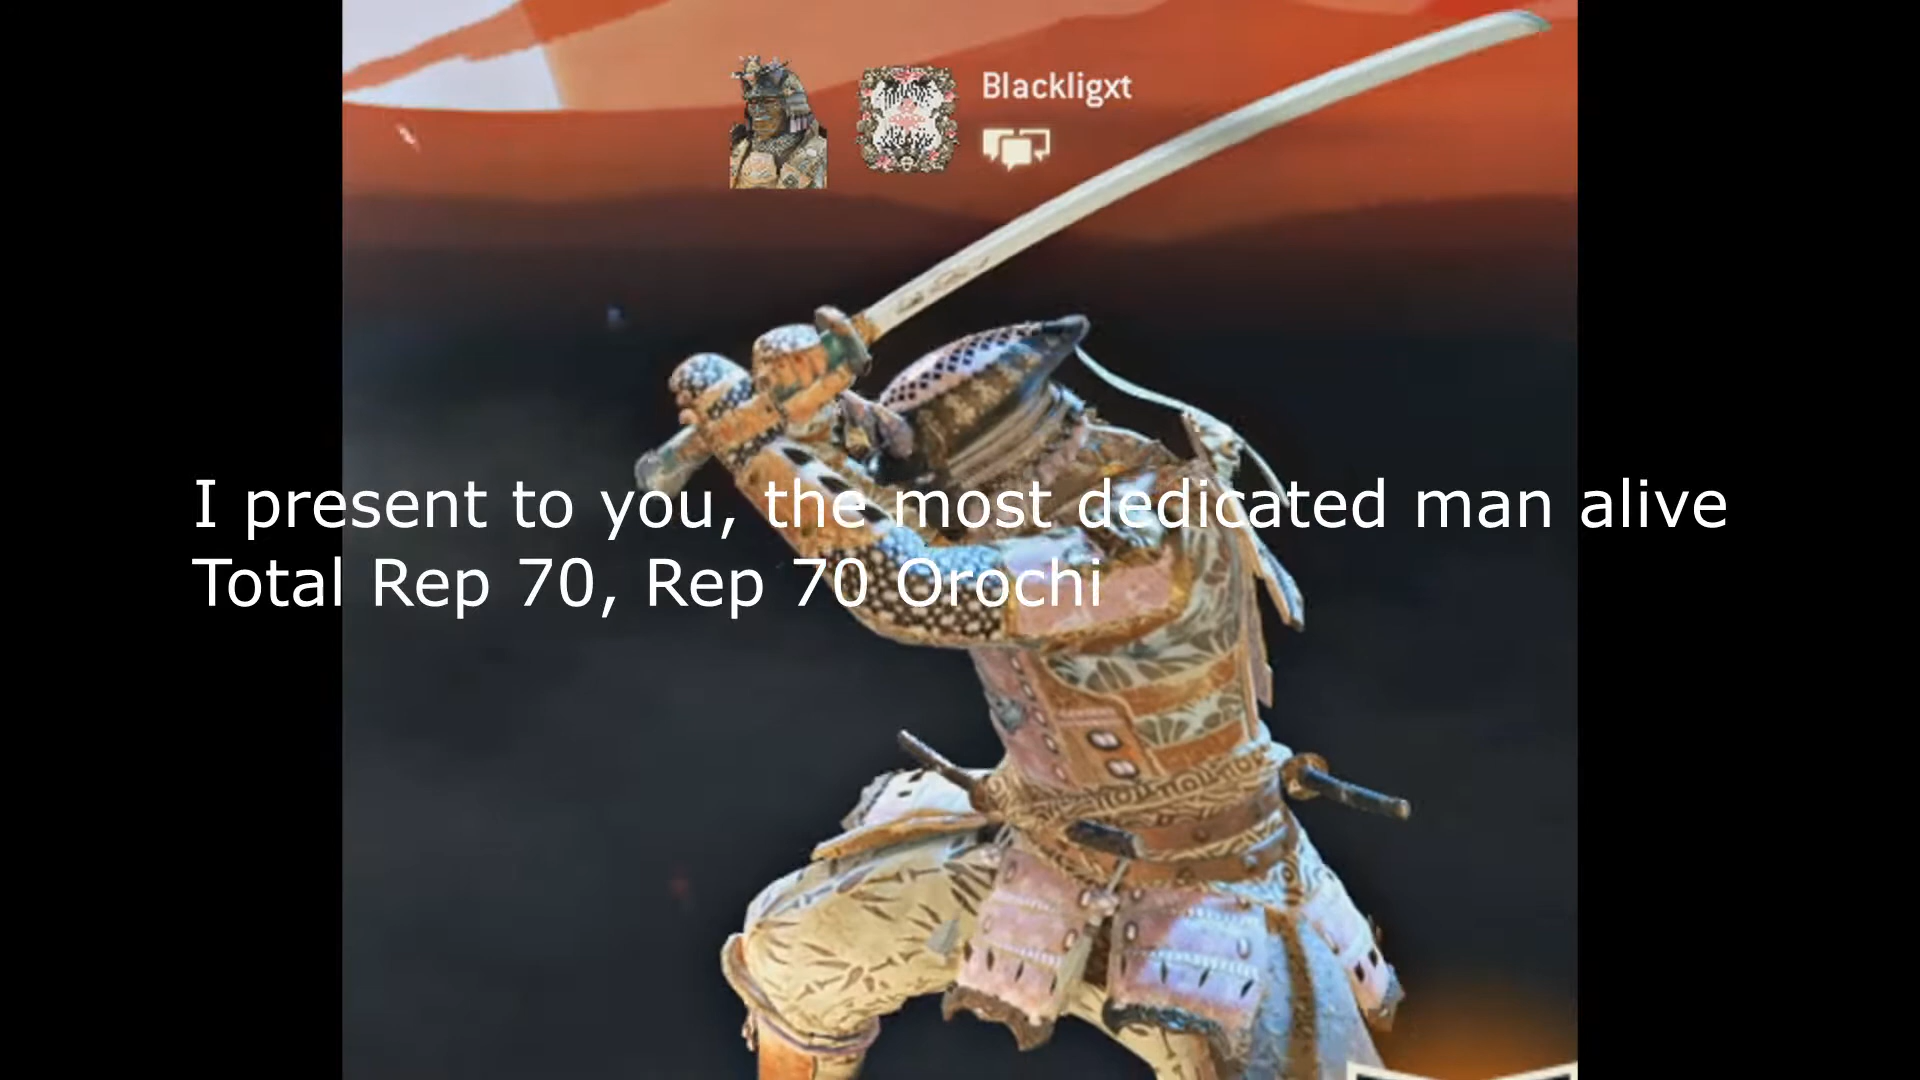 Blackligxt
I present to you, the most dedicated man alive
Total Rep 70, Rep 70 Orochi